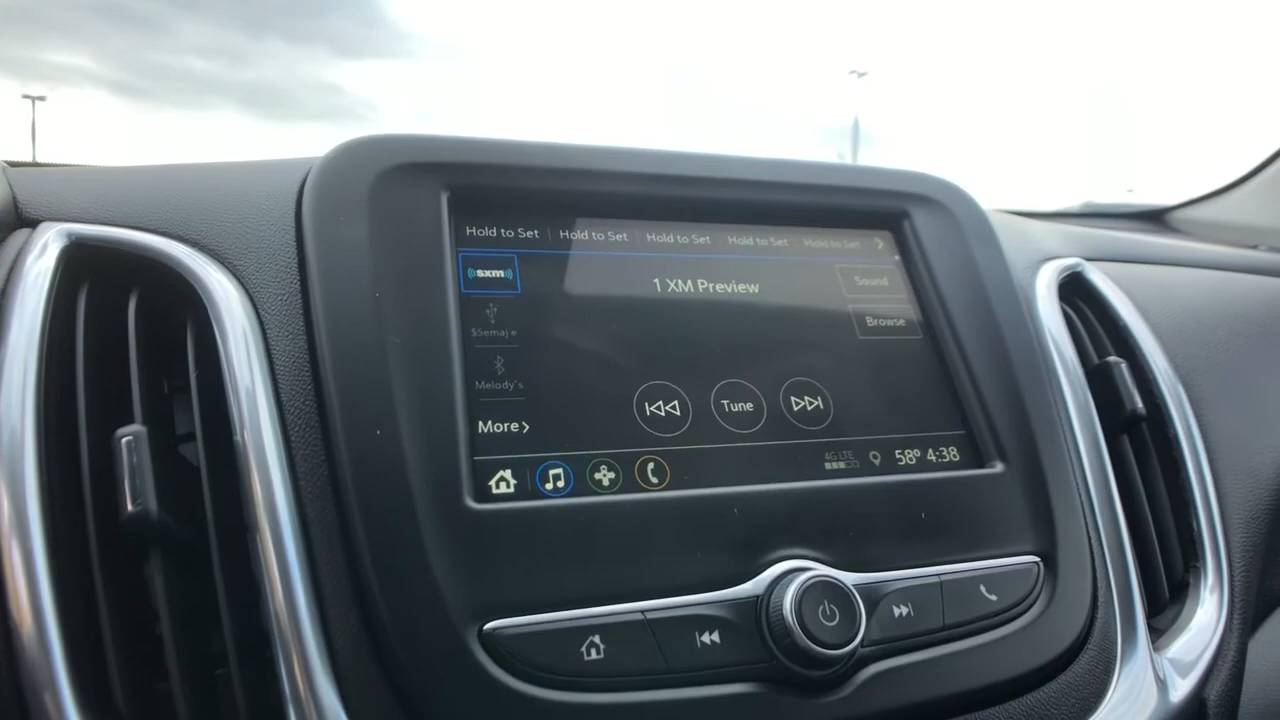 Hold to Set Hold to Set Hold to Set Hold to Set Hold to Set
sxm
1 XM Preview
Sound
Browse
Melody's
Tune
More
4G LTE
58° 4:38